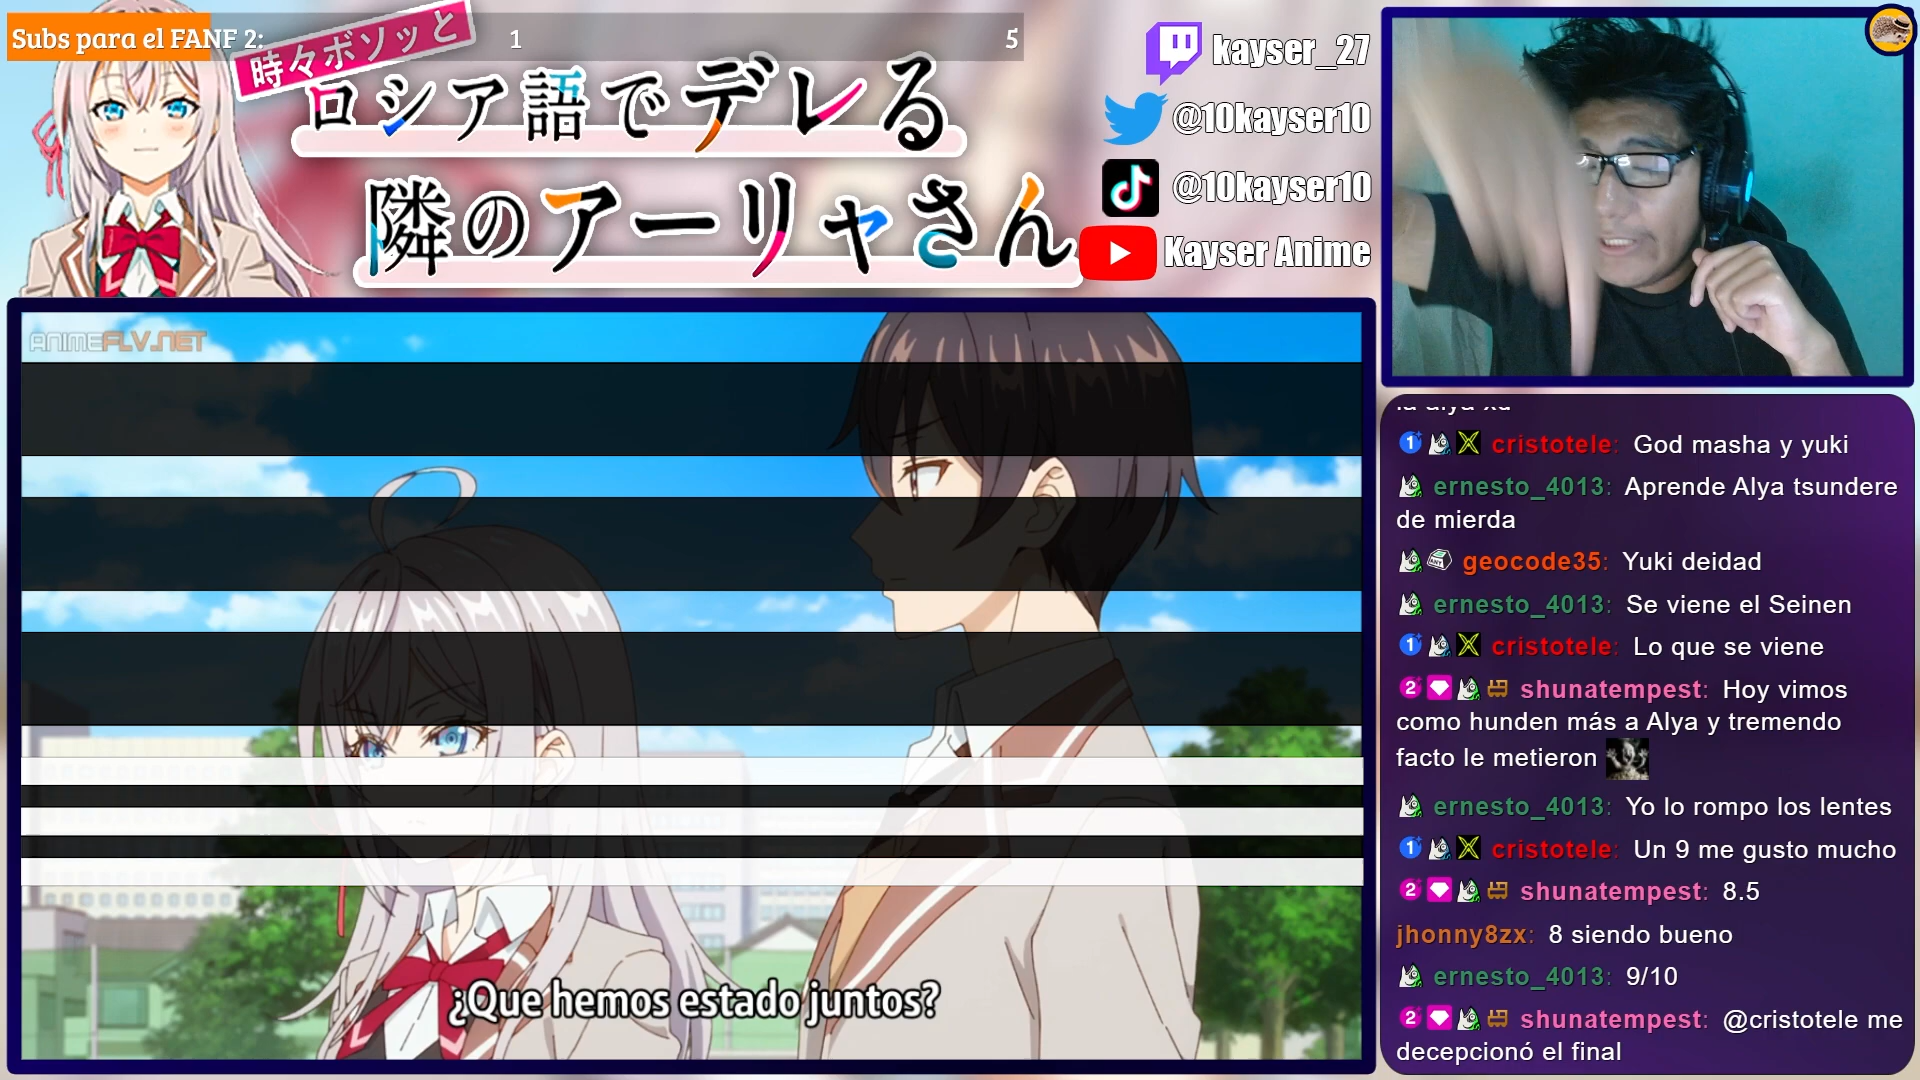 Subs para el FANF 2:
1
5
時々ボソッと
ロシア語でデレる
隣のアーリャさん
kayser_27
@10kayser10
@10kayser10
Kayser Anime
ANIMEFLV.NET
¿Que hemos estado juntos?
la alya xd
cristotele: God masha y yuki
ernesto_4013: Aprende Alya tsundere
de mierda
geocode35: Yuki deidad
ernesto_4013: Se viene el Seinen
cristotele: Lo que se viene
shunatempest: Hoy vimos
como hunden más a Alya y tremendo
facto le metieron
ernesto_4013: Yo lo rompo los lentes
cristotele: Un 9 me gusto mucho
shunatempest: 8.5
jhonny8zx: 8 siendo bueno
ernesto_4013: 9/10
shunatempest: @cristotele me
decepcionó el final